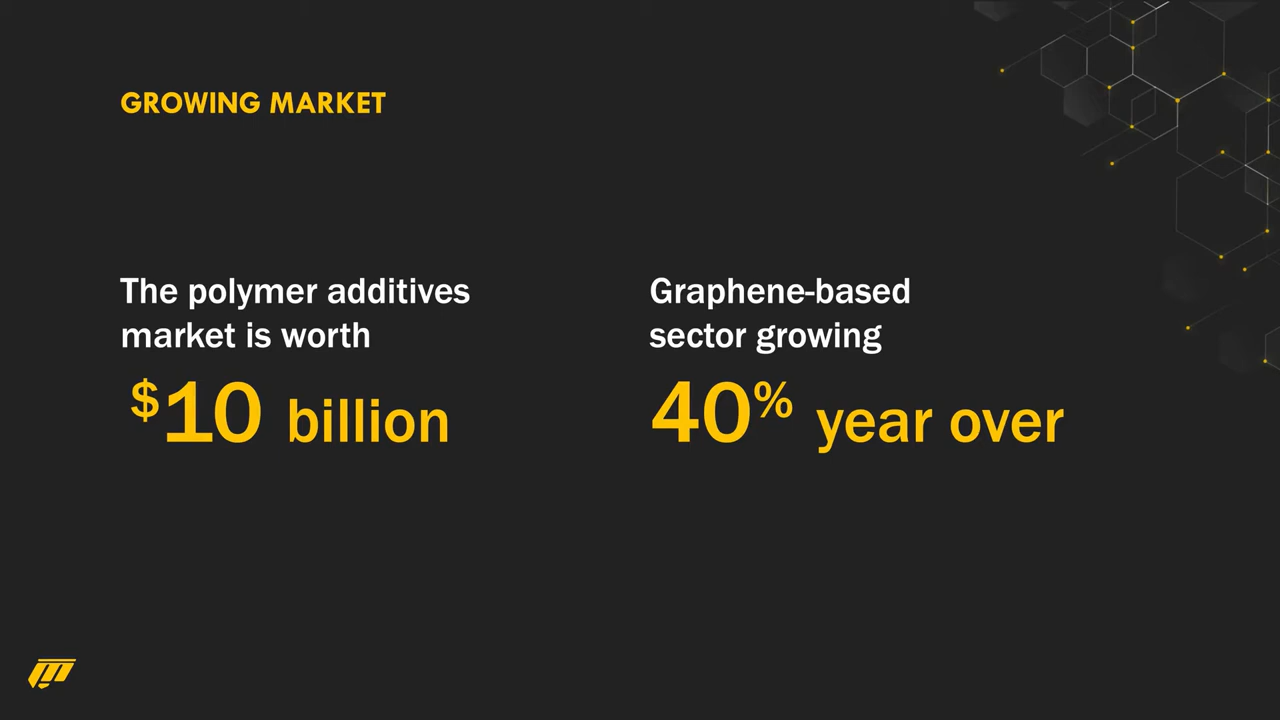 GROWING MARKET
The polymer additives
market is worth
$10 billion
Graphene-based
sector growing
40% year over